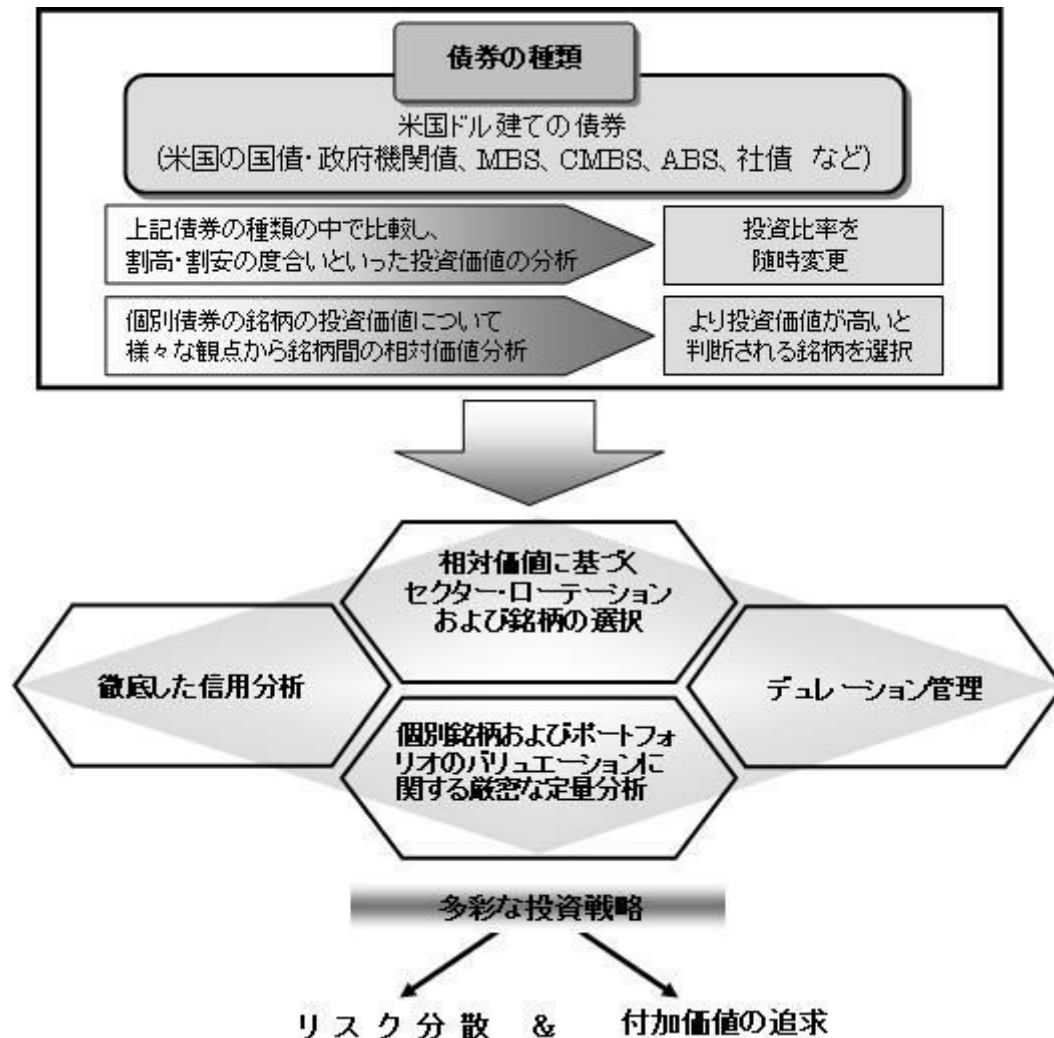 債券の種類
米国ドル建ての債券
(米国の国債・政府機関債、MBS、CMBS、ABS、社債 など)
上記債券の種類の中で比較し、
割高・割安の度合いといった投資価値の分析
投資比率を
随時変更
個別債券の銘柄の投資価値について
様々な観点から銘柄間の相対価値分析
より投資価値が高いと
判断される銘柄を選択
相対価値に基づく
セクター・ローテーション
および銘柄の選択
徹底した信用分析
デュレーション管理
個別銘柄およびポートフォ
リオのバリュエーションに
関する厳密な定量分析
多彩な投資戦略
リスク分散 & 付加価値の追求